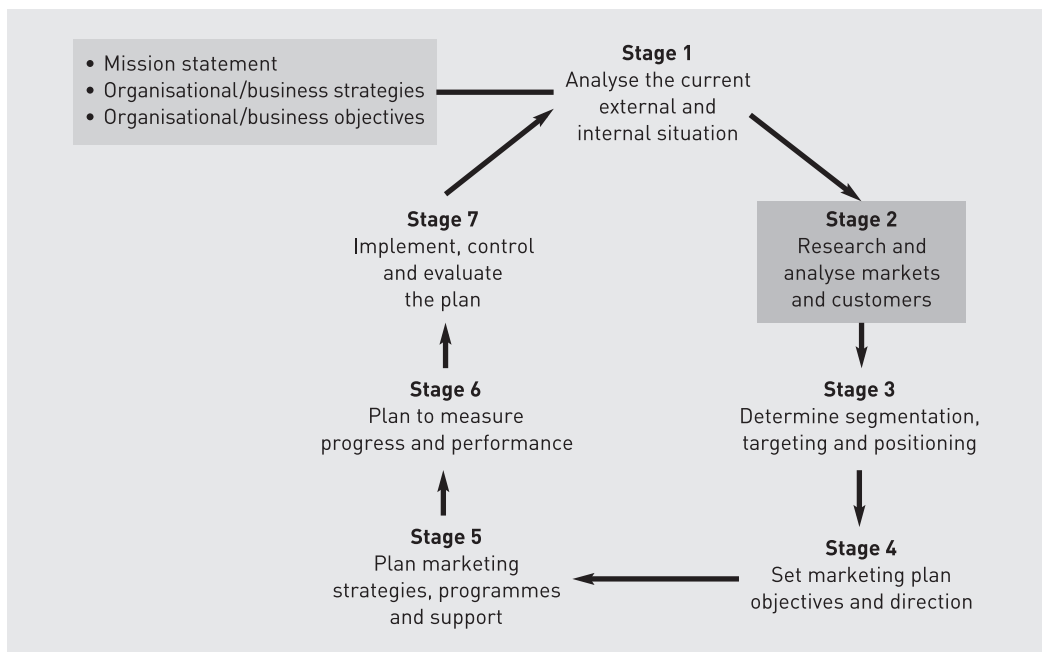 • Mission statement
• Organisational/business strategies
• Organisational/business objectives
Stage 1
Analyse the current
external and
internal situation
Stage 2
Research and
analyse markets
and customers
Stage 3
Determine segmentation,
targeting and positioning
Stage 4
Set marketing plan
objectives and direction
Stage 5
Plan marketing
strategies, programmes
and support
Stage 6
Plan to measure
progress and performance
Stage 7
Implement, control
and evaluate
the plan